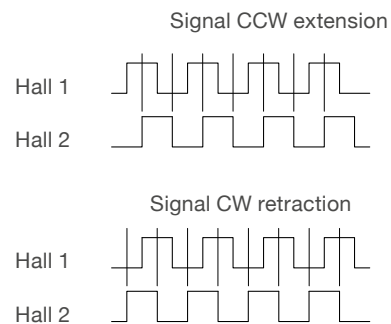 Signal CCW extension
Hall 1
Hall 2
Signal CW retraction
Hall 1
Hall 2